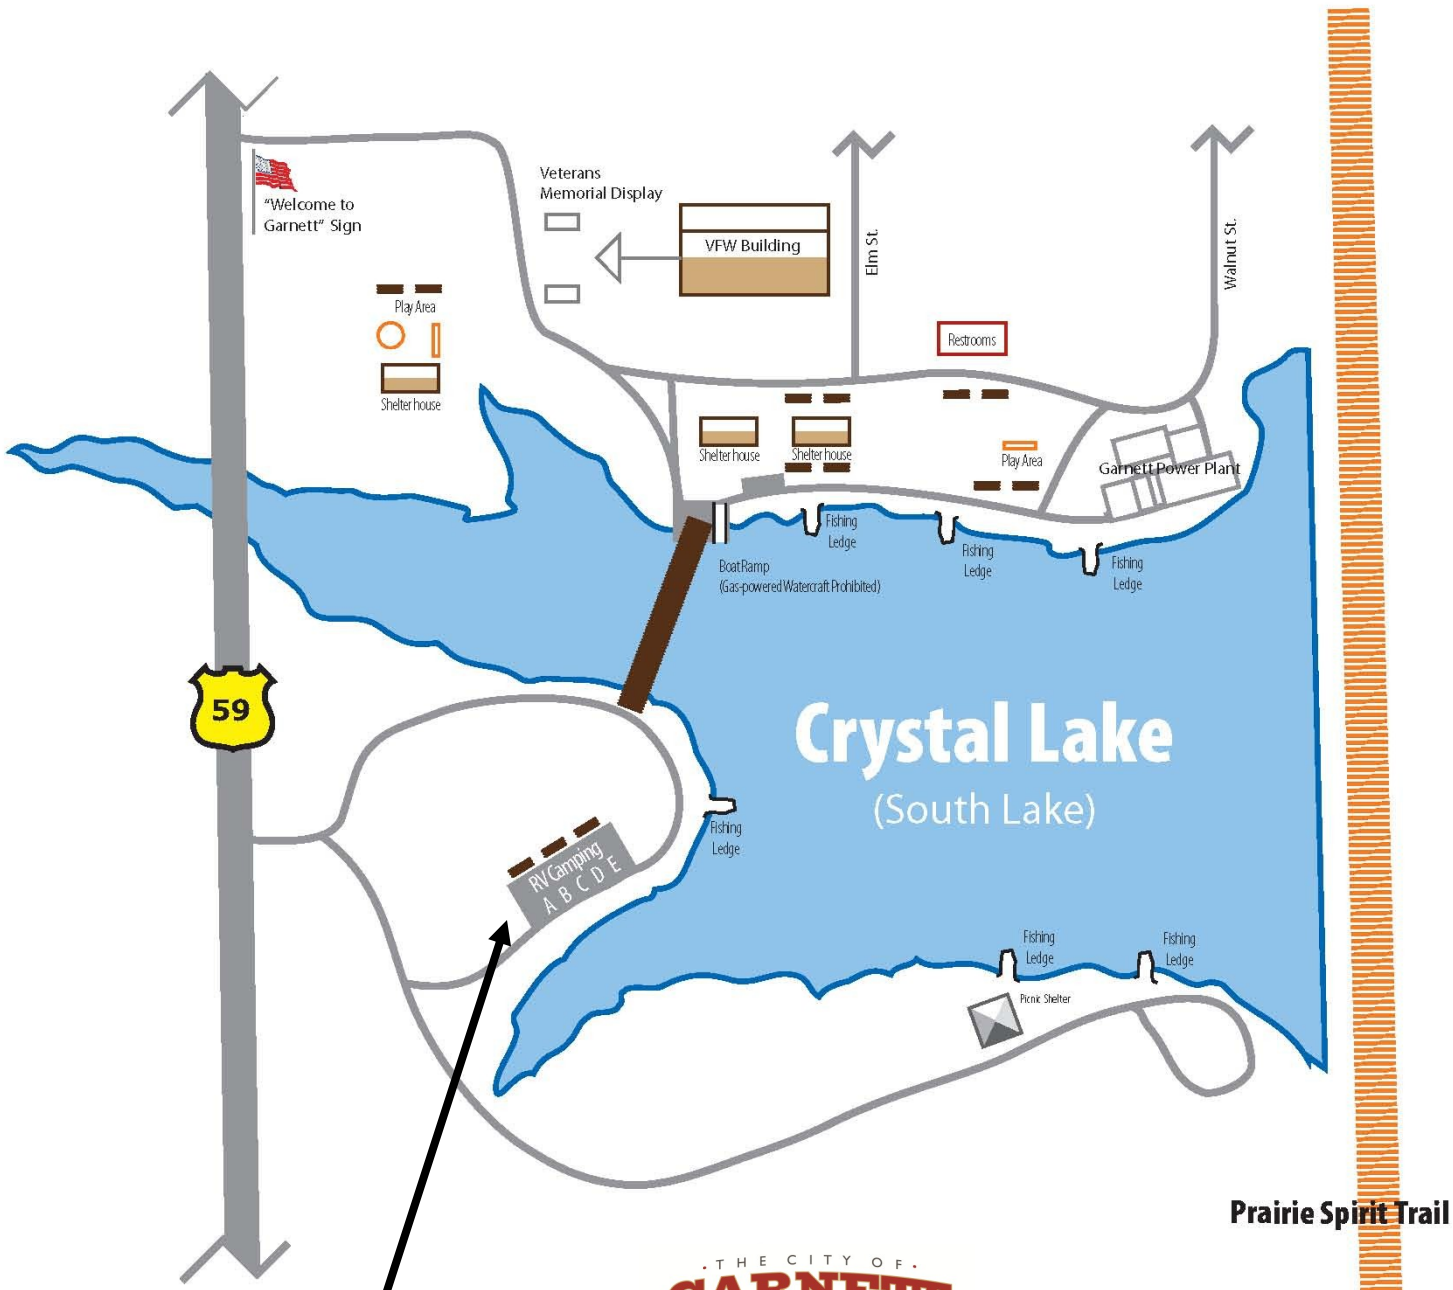 "Welcome to
Garnett" Sign
Veterans
Memorial Display
VFW Building
Elm St.
Walnut St.
Play Area
Shelter house
Restrooms
Shelter house
Shelter house
Play Area
Garnett Power Plant
Fishing
Ledge
Fishing
Ledge
Fishing
Ledge
Boat Ramp
(Gas-powered Watercraft Prohibited)
59
Crystal Lake
(South Lake)
Fishing
Ledge
RV Camping
A B C D E
Fishing
Ledge
Fishing
Ledge
Picnic Shelter
Prairie Spirit Trail
THE CITY OF
GARNETT